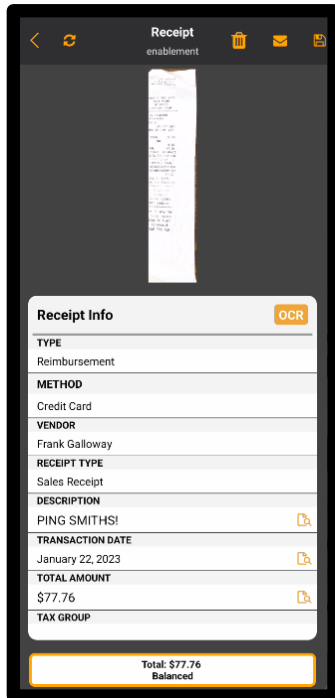 Receipt
enablement
Receipt Info
OCR
TYPE
Reimbursement
METHOD
Credit Card
VENDOR
Frank Galloway
RECEIPT TYPE
Sales Receipt
DESCRIPTION
PING SMITHS!
TRANSACTION DATE
January 22, 2023
TOTAL AMOUNT
$77.76
TAX GROUP
Total: $77.76
Balanced